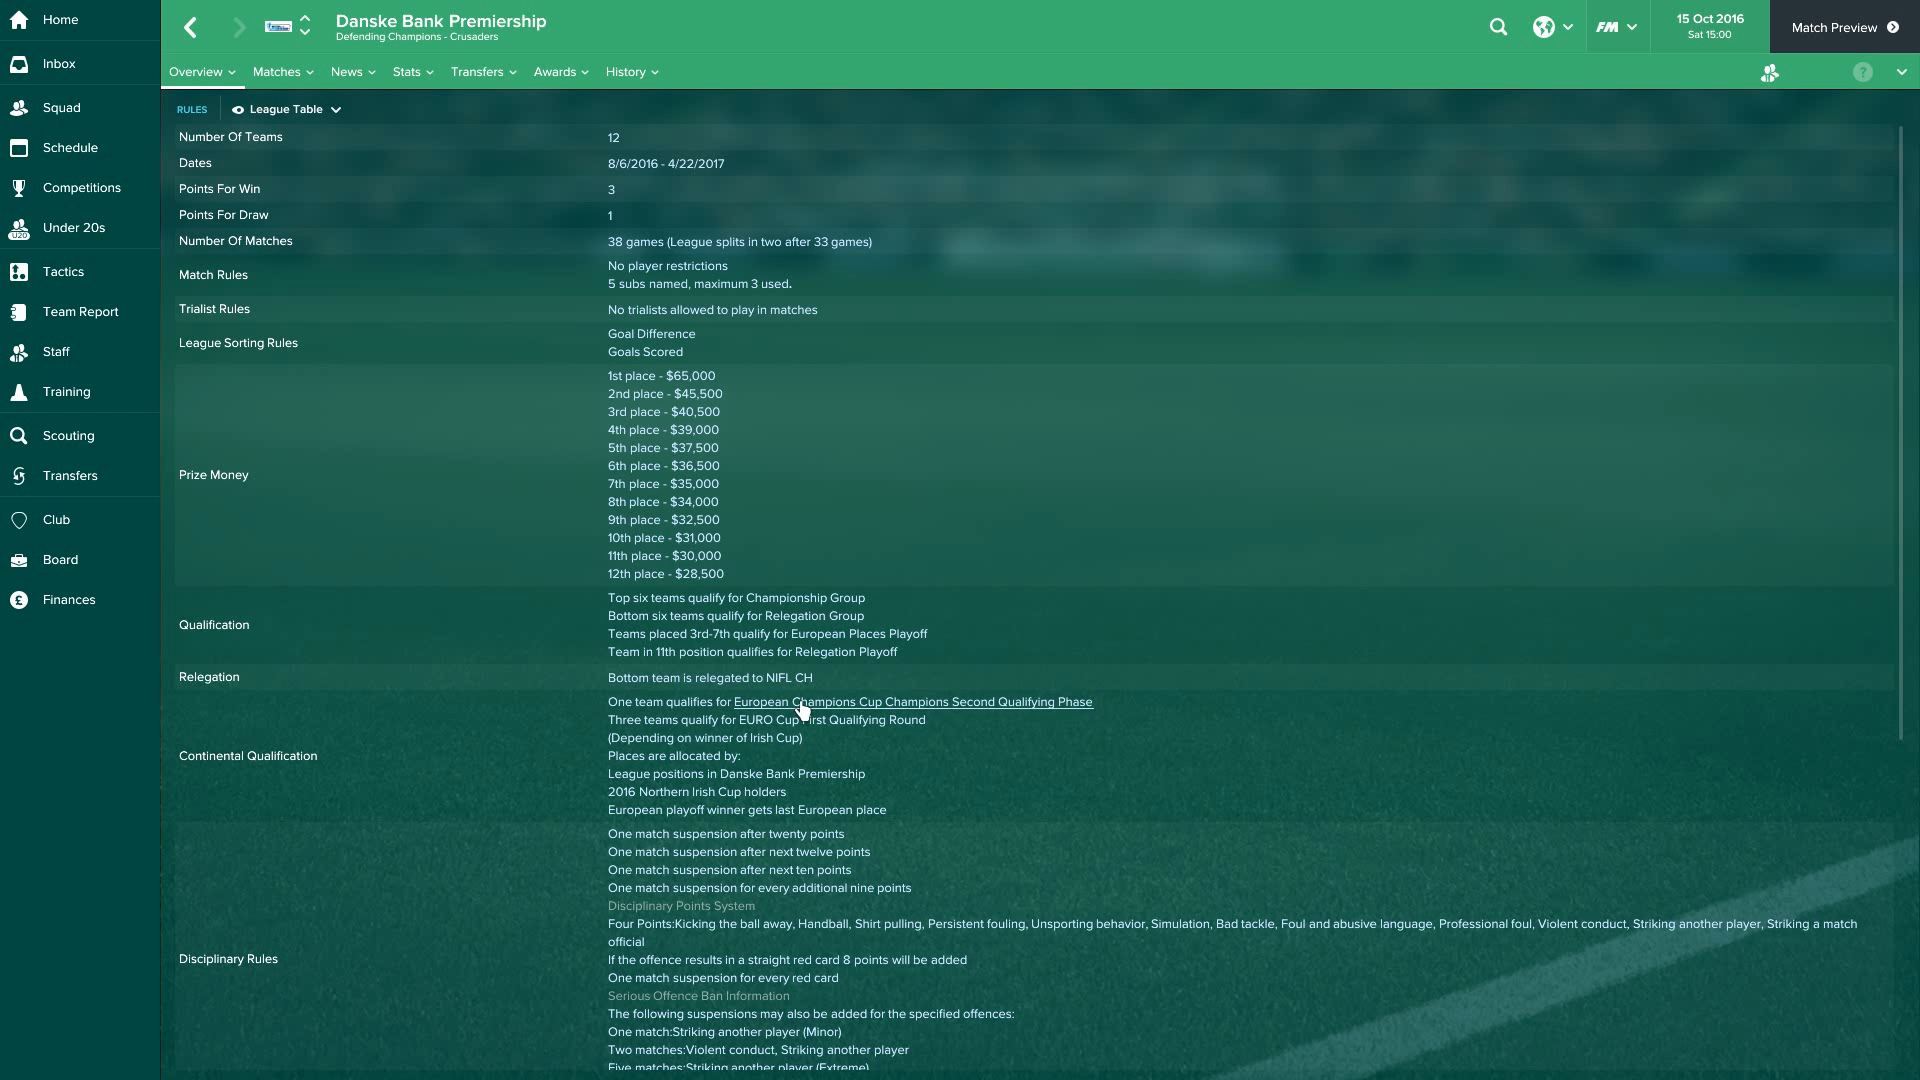 Home
Inbox
Squad
Schedule
Competitions
Under 20s
Tactics
Team Report
Staff
Training
Scouting
Transfers
Club
Board
Finances
Danske Bank Premiership
Defending Champions - Crusaders
FM
15 Oct 2016
Sat 15:00
Match Preview
Overview Matches News Stats Transfers Awards History
RULES League Table
Number Of Teams 12
Dates 8/6/2016 - 4/22/2017
Points For Win 3
Points For Draw 1
Number Of Matches 38 games (League splits in two after 33 games)
Match Rules
No player restrictions
5 subs named, maximum 3 used.
Trialist Rules No trialists allowed to play in matches
League Sorting Rules
Goal Difference
Goals Scored
Prize Money
1st place - $65,000
2nd place - $45,500
3rd place - $40,500
4th place - $39,000
5th place - $37,500
6th place - $36,500
7th place - $35,000
8th place - $34,000
9th place - $32,500
10th place - $31,000
11th place - $30,000
12th place - $28,500
Qualification
Top six teams qualify for Championship Group
Bottom six teams qualify for Relegation Group
Teams placed 3rd-7th qualify for European Places Playoff
Team in 11th position qualifies for Relegation Playoff
Relegation Bottom team is relegated to NIFL CH
Continental Qualification
One team qualifies for European Champions Cup Champions Second Qualifying Phase
Three teams qualify for EURO Cup First Qualifying Round
(Depending on winner of Irish Cup)
Places are allocated by:
League positions in Danske Bank Premiership
2016 Northern Irish Cup holders
European playoff winner gets last European place
Disciplinary Rules
One match suspension after twenty points
One match suspension after next twelve points
One match suspension after next ten points
One match suspension for every additional nine points
Disciplinary Points System
Four Points:Kicking the ball away, Handball, Shirt pulling, Persistent fouling, Unsporting behavior, Simulation, Bad tackle, Foul and abusive language, Professional foul, Violent conduct, Striking another player, Striking a match
official
If the offence results in a straight red card 8 points will be added
One match suspension for every red card
Serious Offence Ban Information
The following suspensions may also be added for the specified offences:
One match:Striking another player (Minor)
Two matches:Violent conduct, Striking another player
Five matches:Striking another player (Extreme)